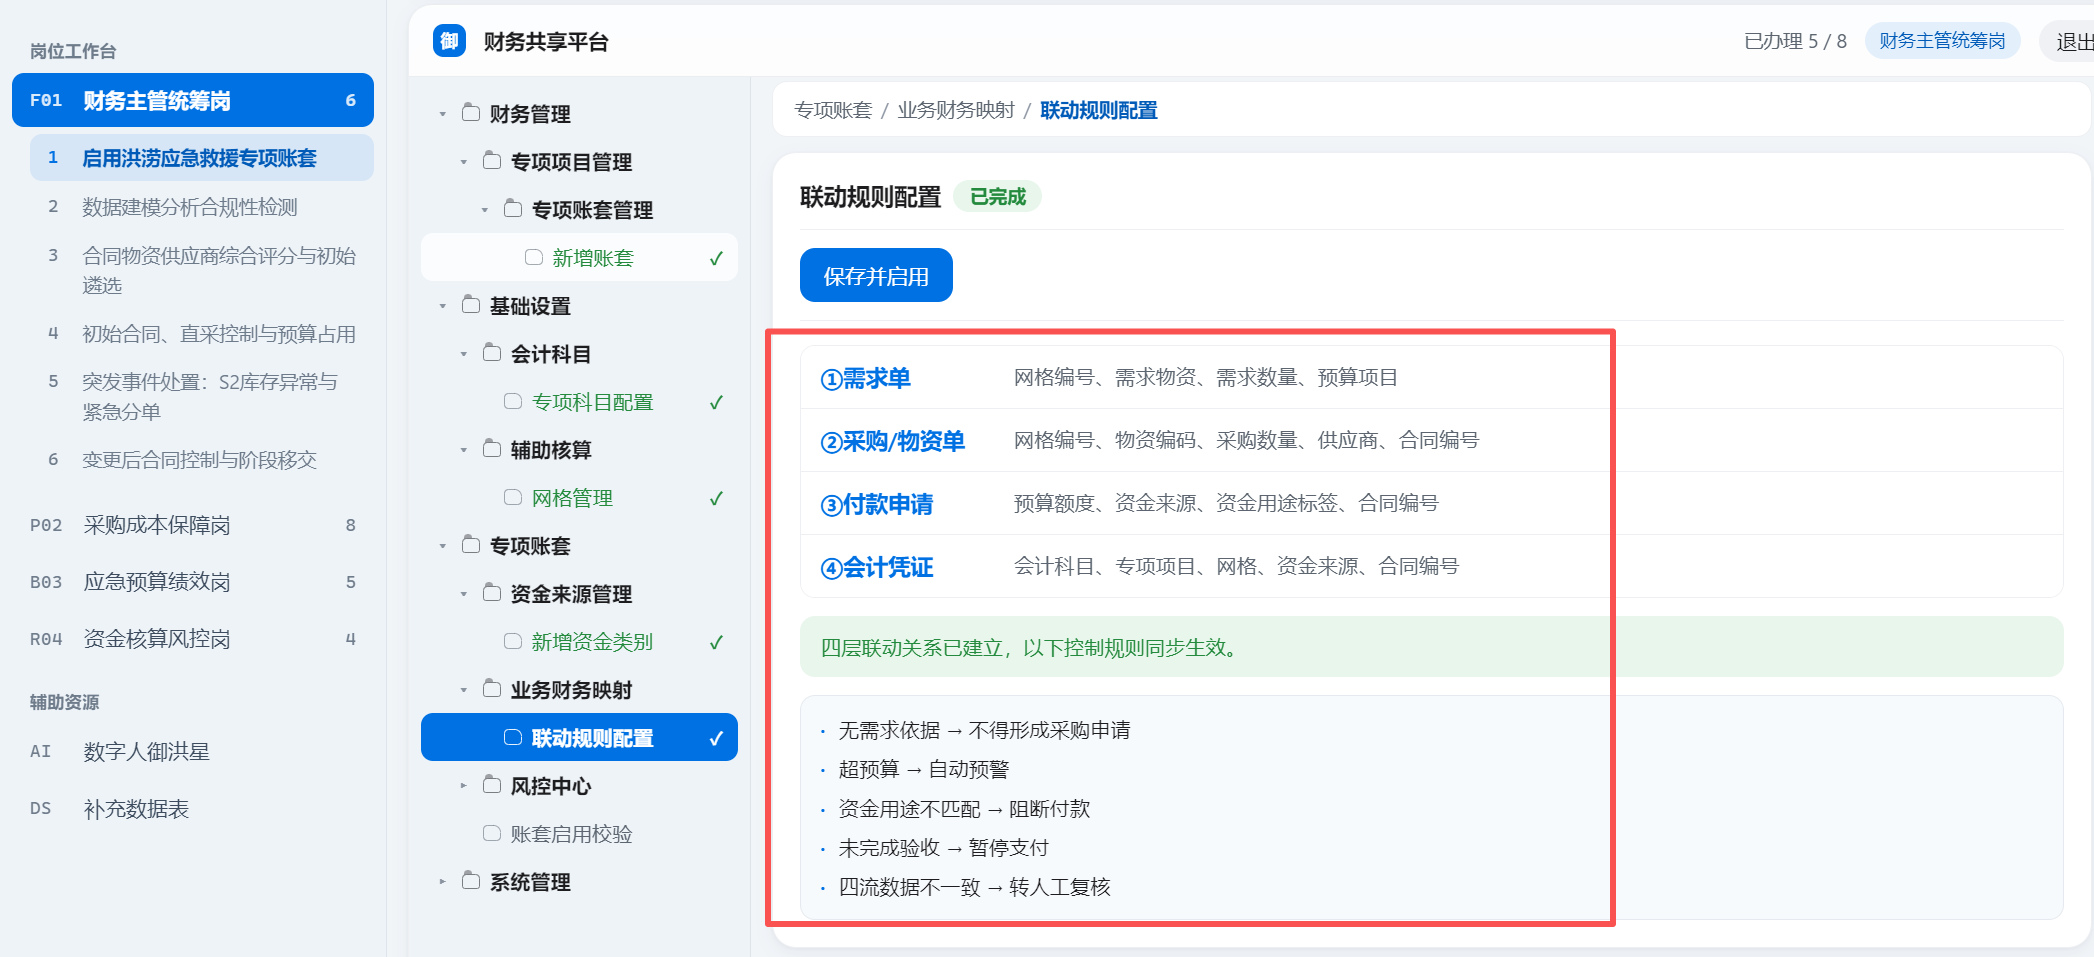 岗位工作台
F01 财务主管统筹岗 6
1 启用洪涝应急救援专项账套
2 数据建模分析合规性检测
3 合同物资供应商综合评分与初始
遴选
4 初始合同、直采控制与预算占用
5 突发事件处置：S2库存异常与
紧急分单
6 变更后合同控制与阶段移交
P02 采购成本保障岗 8
B03 应急预算绩效岗 5
R04 资金核算风控岗 4
辅助资源
AI 数字人御洪星
DS 补充数据表
御 财务共享平台
已办理 5 / 8 财务主管统筹岗 退出
财务管理
专项项目管理
专项账套管理
新增账套 ✓
基础设置
会计科目
专项科目配置 ✓
辅助核算
网格管理 ✓
专项账套
资金来源管理
新增资金类别 ✓
业务财务映射
联动规则配置 ✓
风控中心
账套启用校验
系统管理
专项账套 / 业务财务映射 / 联动规则配置
联动规则配置 已完成
保存并启用
①需求单 网格编号、需求物资、需求数量、预算项目
②采购/物资单 网格编号、物资编码、采购数量、供应商、合同编号
③付款申请 预算额度、资金来源、资金用途标签、合同编号
④会计凭证 会计科目、专项项目、网格、资金来源、合同编号
四层联动关系已建立，以下控制规则同步生效。
· 无需求依据 → 不得形成采购申请
· 超预算 → 自动预警
· 资金用途不匹配 → 阻断付款
· 未完成验收 → 暂停支付
· 四流数据不一致 → 转人工复核